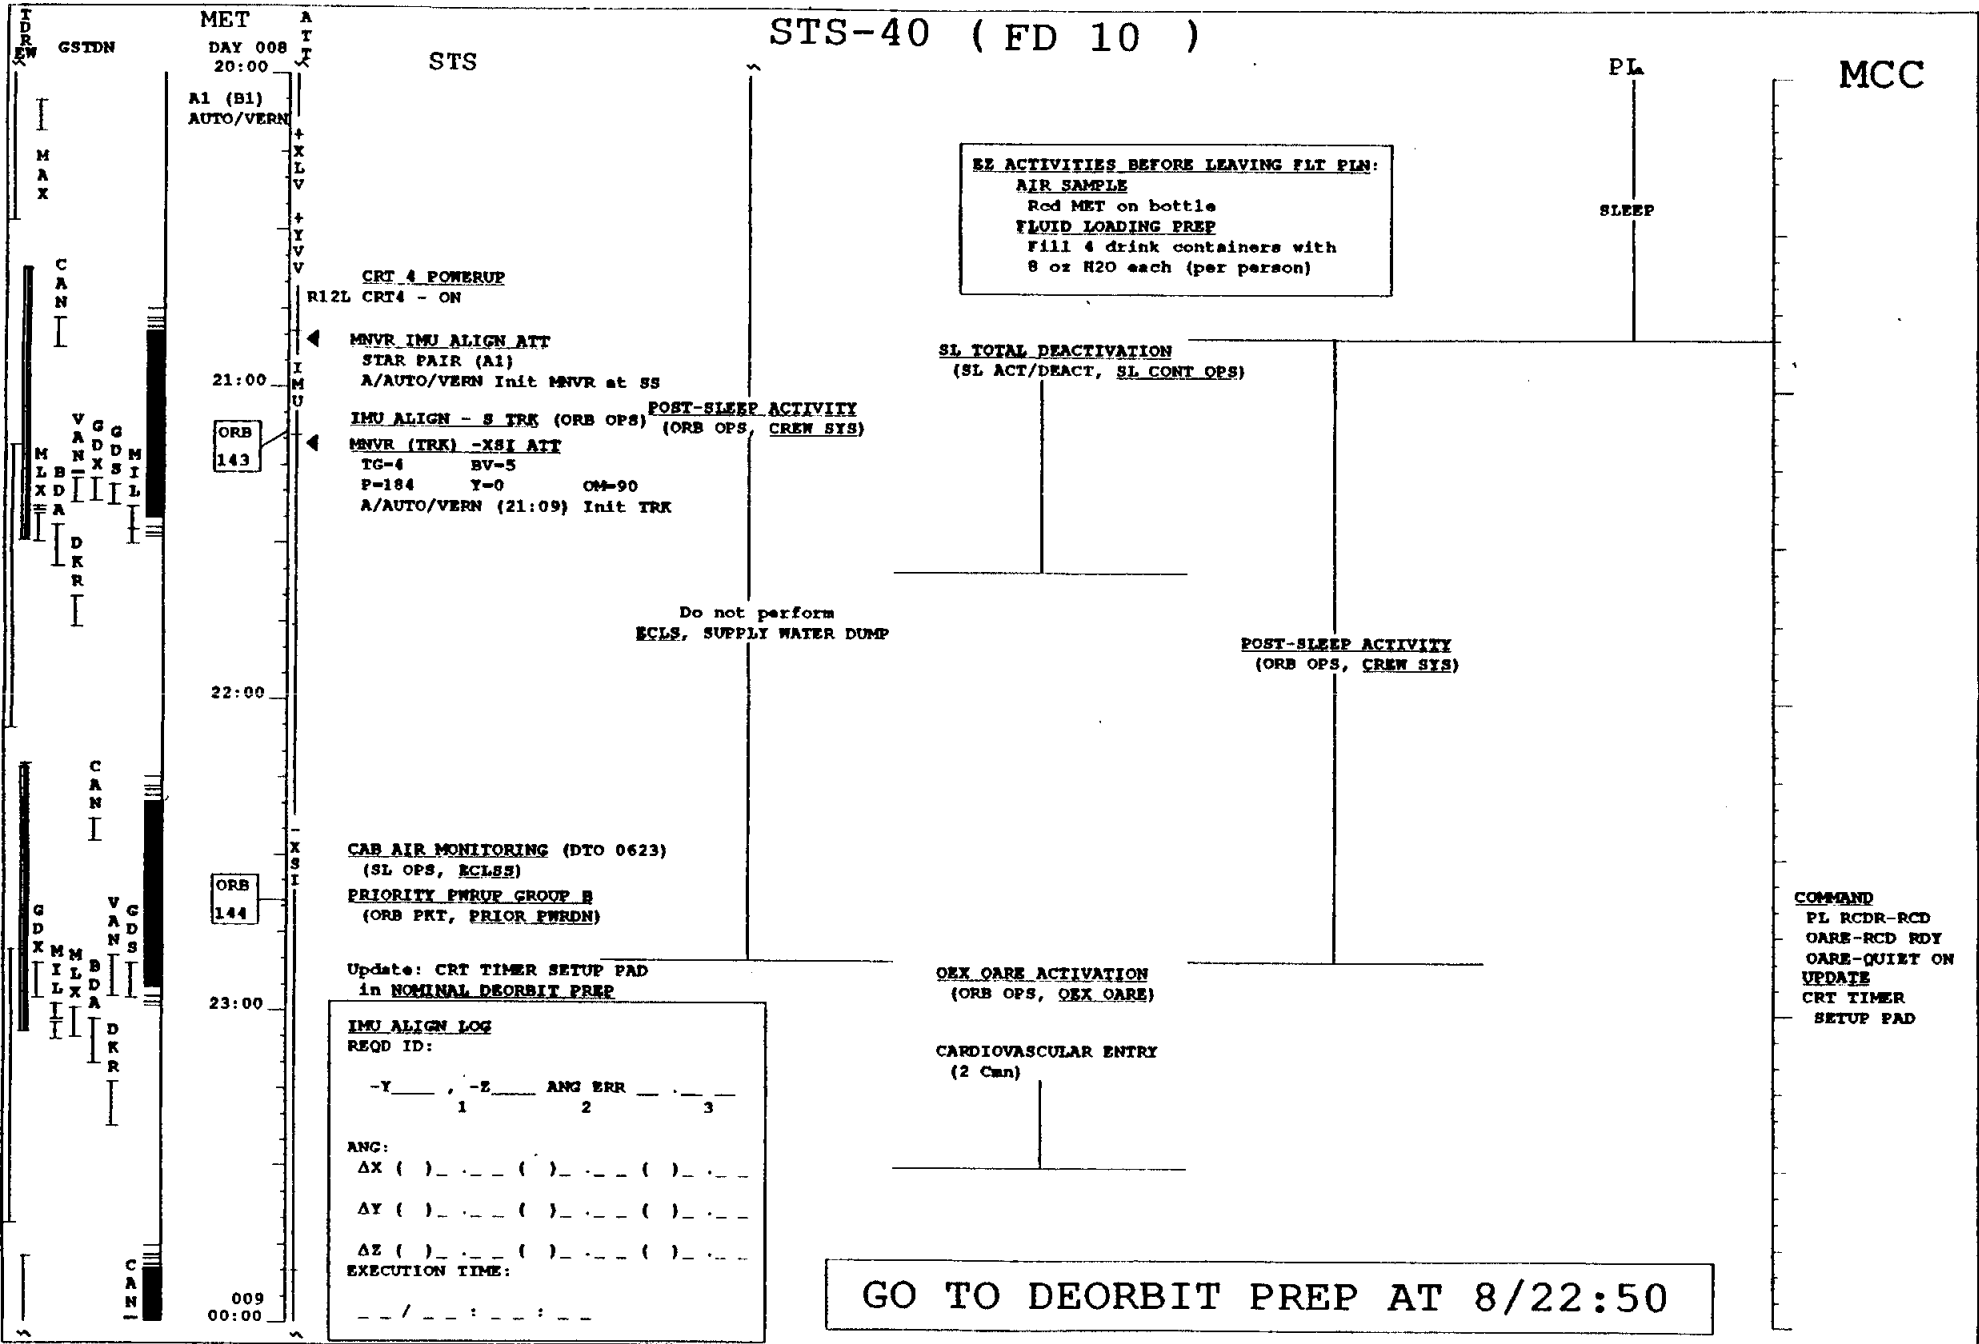 STS-40 ( FD 10 )
TDRS
EW
GSTDN
MET
DAY 008
20:00
ATT
STS
PL
MCC
A1 (B1)
AUTO/VERN
+XLV +YVV
MAX
CAN
EZ ACTIVITIES BEFORE LEAVING FLT PLN:
AIR SAMPLE
Rcd MET on bottle
FLUID LOADING PREP
Fill 4 drink containers with
8 oz H2O each (per person)
SLEEP
CRT 4 POWERUP
R12L CRT4 - ON
MNVR IMU ALIGN ATT
STAR PAIR (A1)
A/AUTO/VERN Init MNVR at SS
IMU
21:00
SL TOTAL DEACTIVATION
(SL ACT/DEACT, SL CONT OPS)
IMU ALIGN - S TRK (ORB OPS)
POST-SLEEP ACTIVITY
(ORB OPS, CREW SYS)
ORB
143
MNVR (TRK) -XSI ATT
TG-4 BV-5
P=184 Y=0 OM=90
A/AUTO/VERN (21:09) Init TRK
MLX
BDA
VAN
GDX
GDS
MIL
DKR
Do not perform
ECLS, SUPPLY WATER DUMP
POST-SLEEP ACTIVITY
(ORB OPS, CREW SYS)
22:00
CAN
-XSI
CAB AIR MONITORING (DTO 0623)
(SL OPS, ECLSS)
ORB
144
PRIORITY PWRUP GROUP B
(ORB PKT, PRIOR PWRDN)
GDX
MIL
MLX
BDA
VAN
GDS
DKR
COMMAND
PL RCDR-RCD
OARE-RCD RDY
OARE-QUIET ON
UPDATE
CRT TIMER
SETUP PAD
Update: CRT TIMER SETUP PAD
in NOMINAL DEORBIT PREP
OEX OARE ACTIVATION
(ORB OPS, OEX OARE)
23:00
IMU ALIGN LOG
REQD ID:
-Y____ , -Z____ ANG ERR __ .__ __
1 2 3
CARDIOVASCULAR ENTRY
(2 Cmn)
ANG:
ΔX ( )_ ._ _ ( )_ ._ _ ( )_ ._ _
ΔY ( )_ ._ _ ( )_ ._ _ ( )_ ._ _
ΔZ ( )_ ._ _ ( )_ ._ _ ( )_ ._ _
EXECUTION TIME:
_ _ / _ _ : _ _ : _ _
CAN
009
00:00
GO TO DEORBIT PREP AT 8/22:50